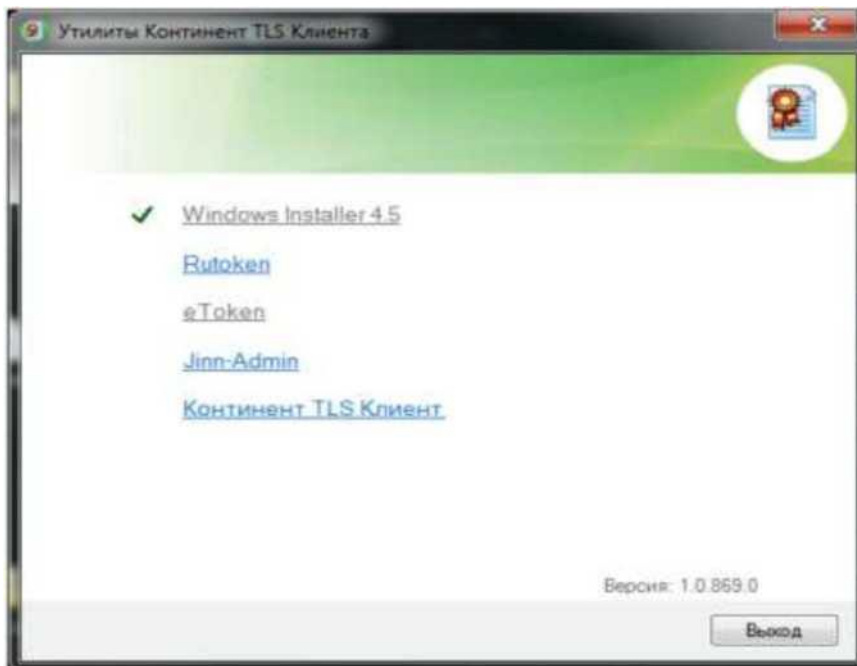 Утилиты Континент TLS Клиента
Windows Installer 4.5
Rutoken
eToken
Jinn-Admin
Континент TLS Клиент
Версия: 1.0.869.0
Выход